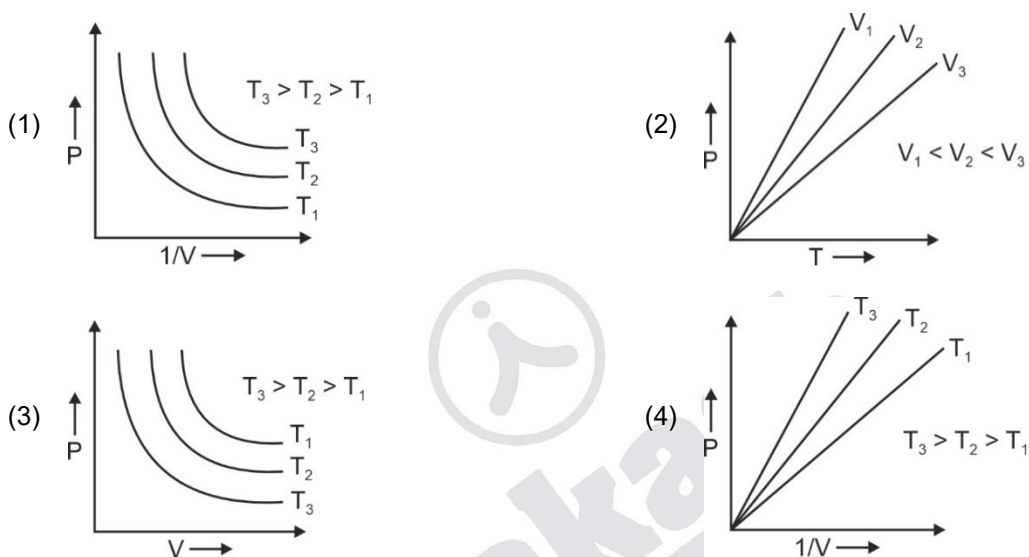 (1)
P
T₃ > T₂ > T₁
T₃
T₂
T₁
1/V
(2)
P
V₁
V₂
V₃
V₁ < V₂ < V₃
T
(3)
P
T₃ > T₂ > T₁
T₁
T₂
T₃
V
(4)
P
T₃
T₂
T₁
T₃ > T₂ > T₁
1/V